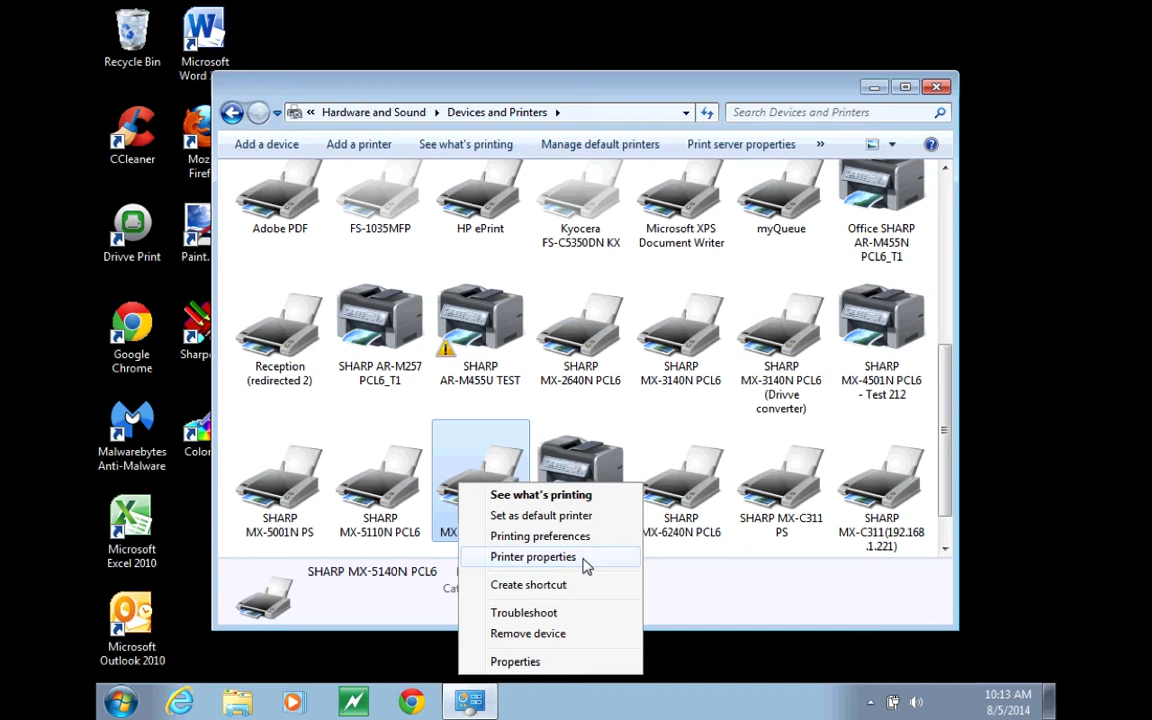 Recycle Bin
Microsoft
Word
CCleaner
Moz
Firef
Drivve Print
Paint.
Google
Chrome
Sharp
Malwarebytes
Anti-Malware
Colo
Microsoft
Excel 2010
Microsoft
Outlook 2010
« Hardware and Sound
Devices and Printers
Search Devices and Printers
Add a device
Add a printer
See what's printing
Manage default printers
Print server properties
»
Adobe PDF
FS-1035MFP
HP ePrint
Kyocera
FS-C5350DN KX
Microsoft XPS
Document Writer
myQueue
Office SHARP
AR-M455N
PCL6_T1
Reception
(redirected 2)
SHARP AR-M257
PCL6_T1
SHARP
AR-M455U TEST
SHARP
MX-2640N PCL6
SHARP
MX-3140N PCL6
SHARP
MX-3140N PCL6
(Drivve
converter)
SHARP
MX-4501N PCL6
- Test 212
SHARP
MX-5001N PS
SHARP
MX-5110N PCL6
MX
SHARP
MX-6240N PCL6
SHARP MX-C311
PS
SHARP
MX-C311(192.168
.1.221)
See what's printing
Set as default printer
Printing preferences
Printer properties
Create shortcut
Troubleshoot
Remove device
Properties
SHARP MX-5140N PCL6
Cat
10:13 AM
8/5/2014